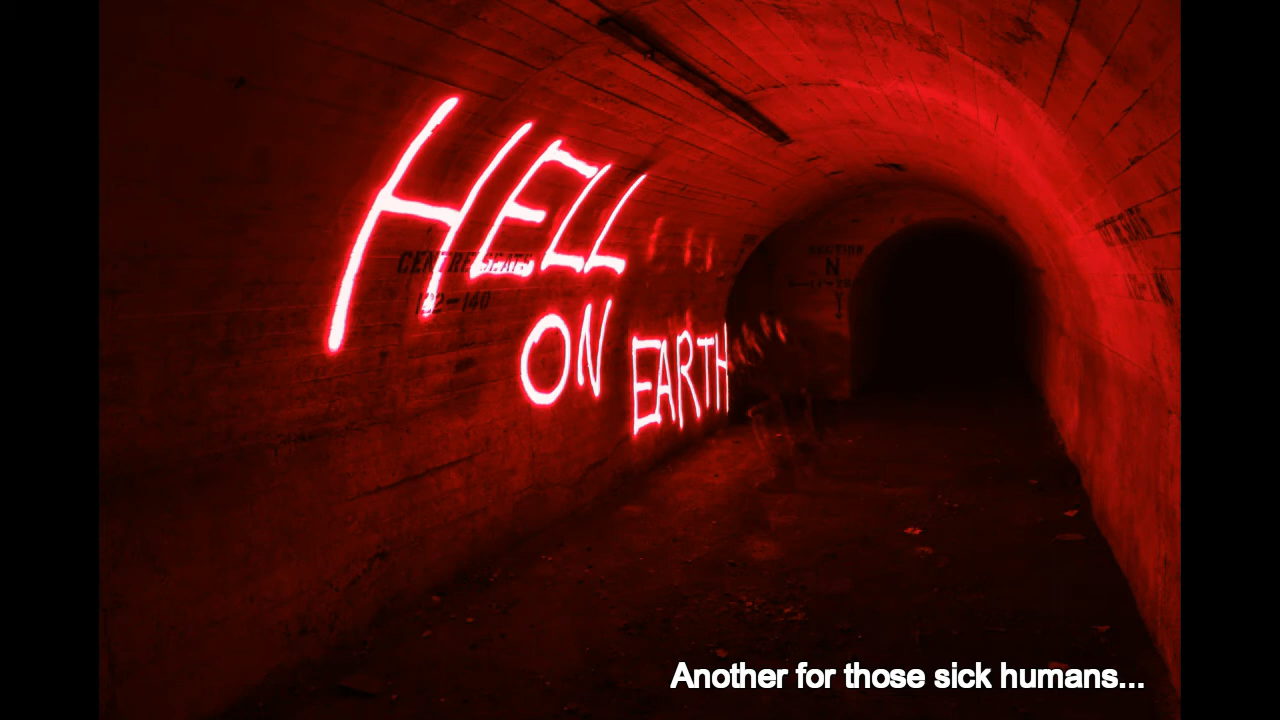 HELL
ON EARTH
CENTRE SEATS
122-140
SECTION
N
Another for those sick humans...